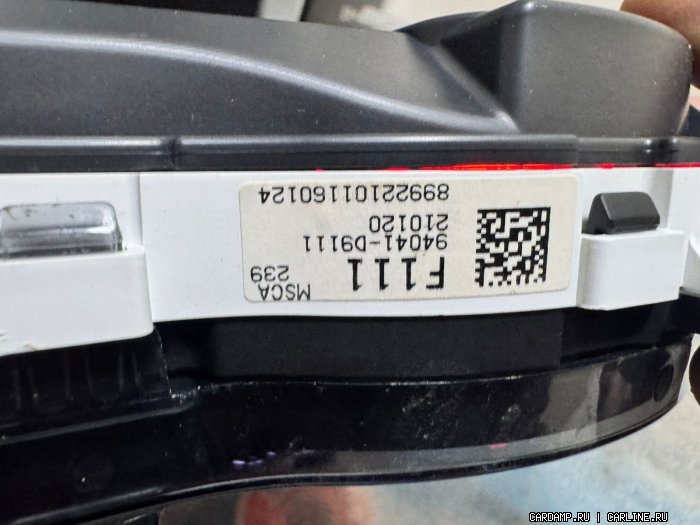 MSCA
239
F111
94041-D9111
210120
89922101160124
CARDAMP.RU | CARLINE.RU